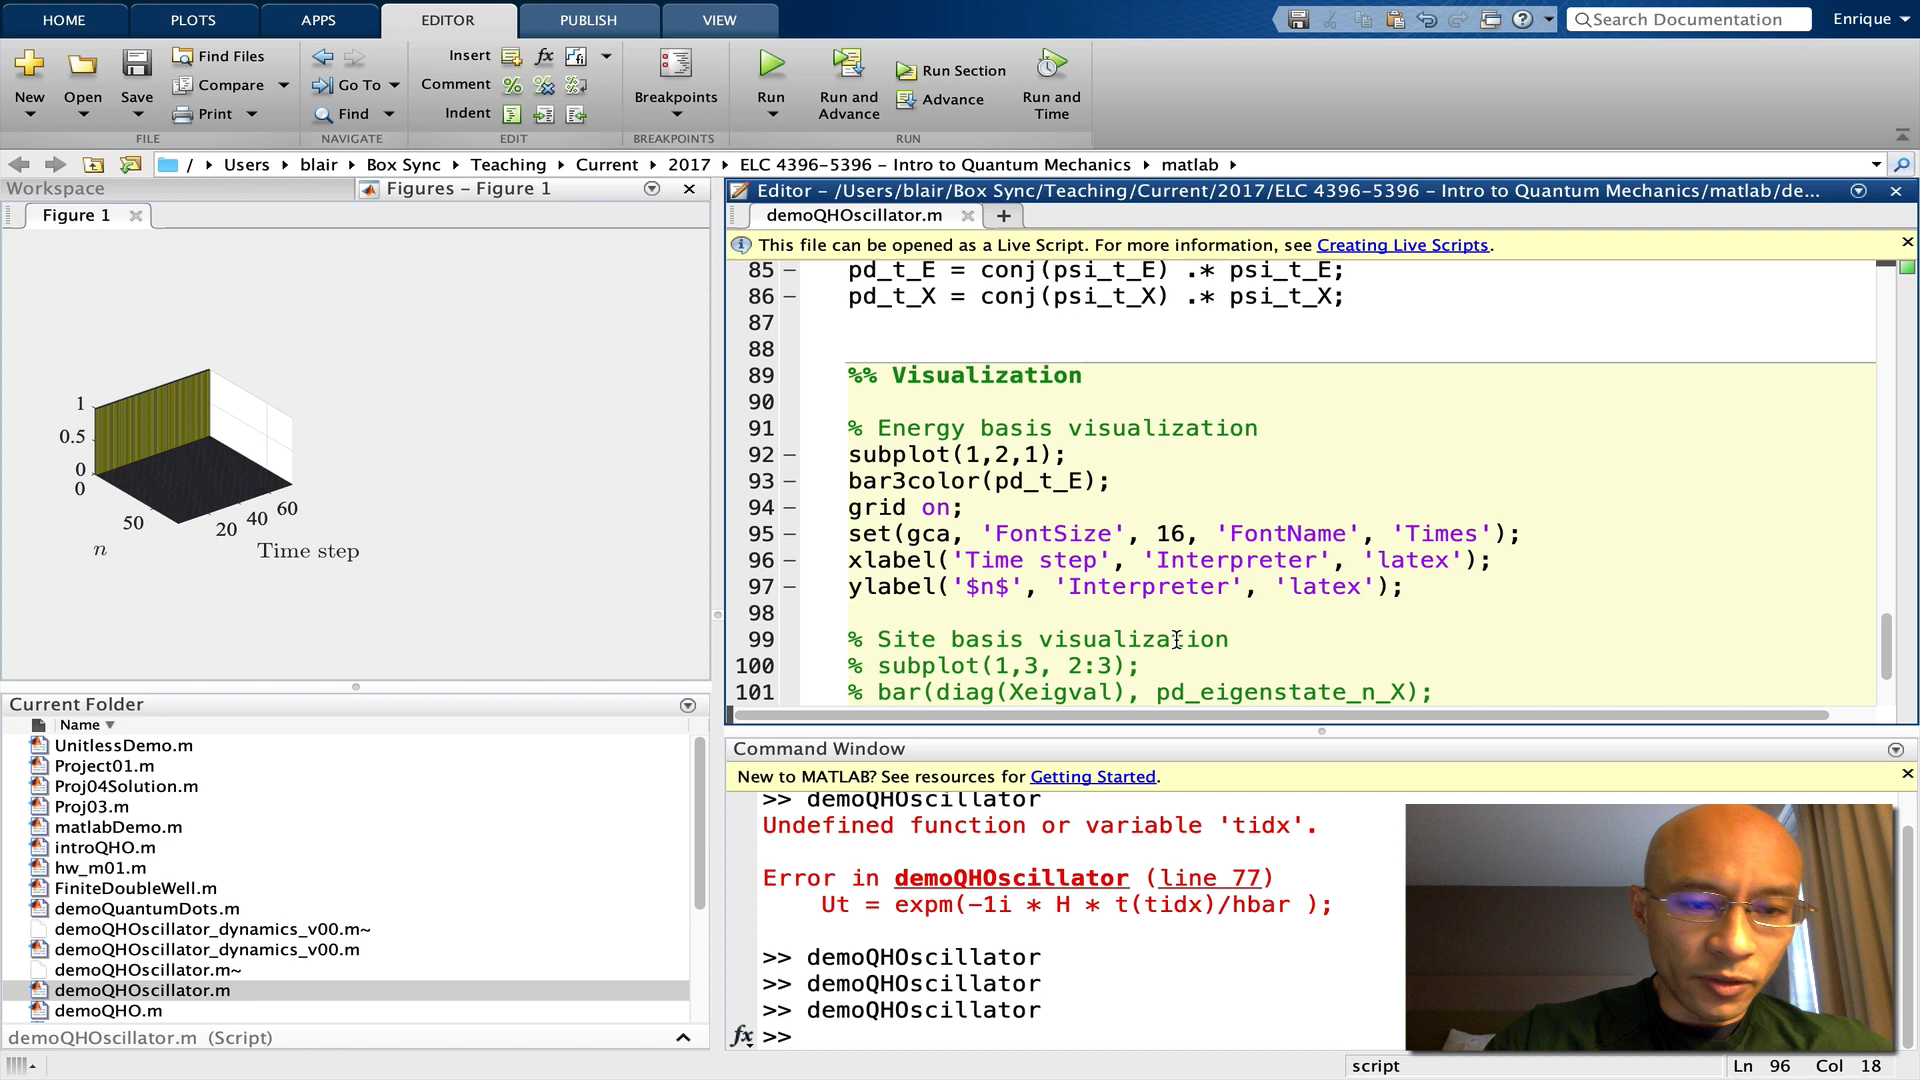 HOME PLOTS APPS EDITOR PUBLISH VIEW Search Documentation Enrique
New Open Save Find Files Compare Print
FILE
Go To Find
NAVIGATE
Insert fx
Comment
Indent
EDIT
Breakpoints
BREAKPOINTS
Run Run and Advance Run Section Advance Run and Time
RUN
/ Users blair Box Sync Teaching Current 2017 ELC 4396-5396 - Intro to Quantum Mechanics matlab
Workspace
Figures - Figure 1
Figure 1
1
0.5
0
0
50
n
20
40
60
Time step
Current Folder
Name
UnitlessDemo.m
Project01.m
Proj04Solution.m
Proj03.m
matlabDemo.m
introQHO.m
hw_m01.m
FiniteDoubleWell.m
demoQuantumDots.m
demoQHOscillator_dynamics_v00.m~
demoQHOscillator_dynamics_v00.m
demoQHOscillator.m~
demoQHOscillator.m
demoQHO.m
demoQHOscillator.m (Script)
Editor - /Users/blair/Box Sync/Teaching/Current/2017/ELC 4396-5396 - Intro to Quantum Mechanics/matlab/de...
demoQHOscillator.m
This file can be opened as a Live Script. For more information, see Creating Live Scripts.
85 pd_t_E = conj(psi_t_E) .* psi_t_E;
86 pd_t_X = conj(psi_t_X) .* psi_t_X;
87
88
89 %% Visualization
90
91 % Energy basis visualization
92 subplot(1,2,1);
93 bar3color(pd_t_E);
94 grid on;
95 set(gca, 'FontSize', 16, 'FontName', 'Times');
96 xlabel('Time step', 'Interpreter', 'latex');
97 ylabel('$n$', 'Interpreter', 'latex');
98
99 % Site basis visualization
100 % subplot(1,3, 2:3);
101 % bar(diag(Xeigval), pd_eigenstate_n_X);
Command Window
New to MATLAB? See resources for Getting Started.
>> demoQHOscillator
Undefined function or variable 'tidx'.
Error in demoQHOscillator (line 77)
Ut = expm(-1i * H * t(tidx)/hbar );
>> demoQHOscillator
>> demoQHOscillator
>> demoQHOscillator
fx >>
script Ln 96 Col 18